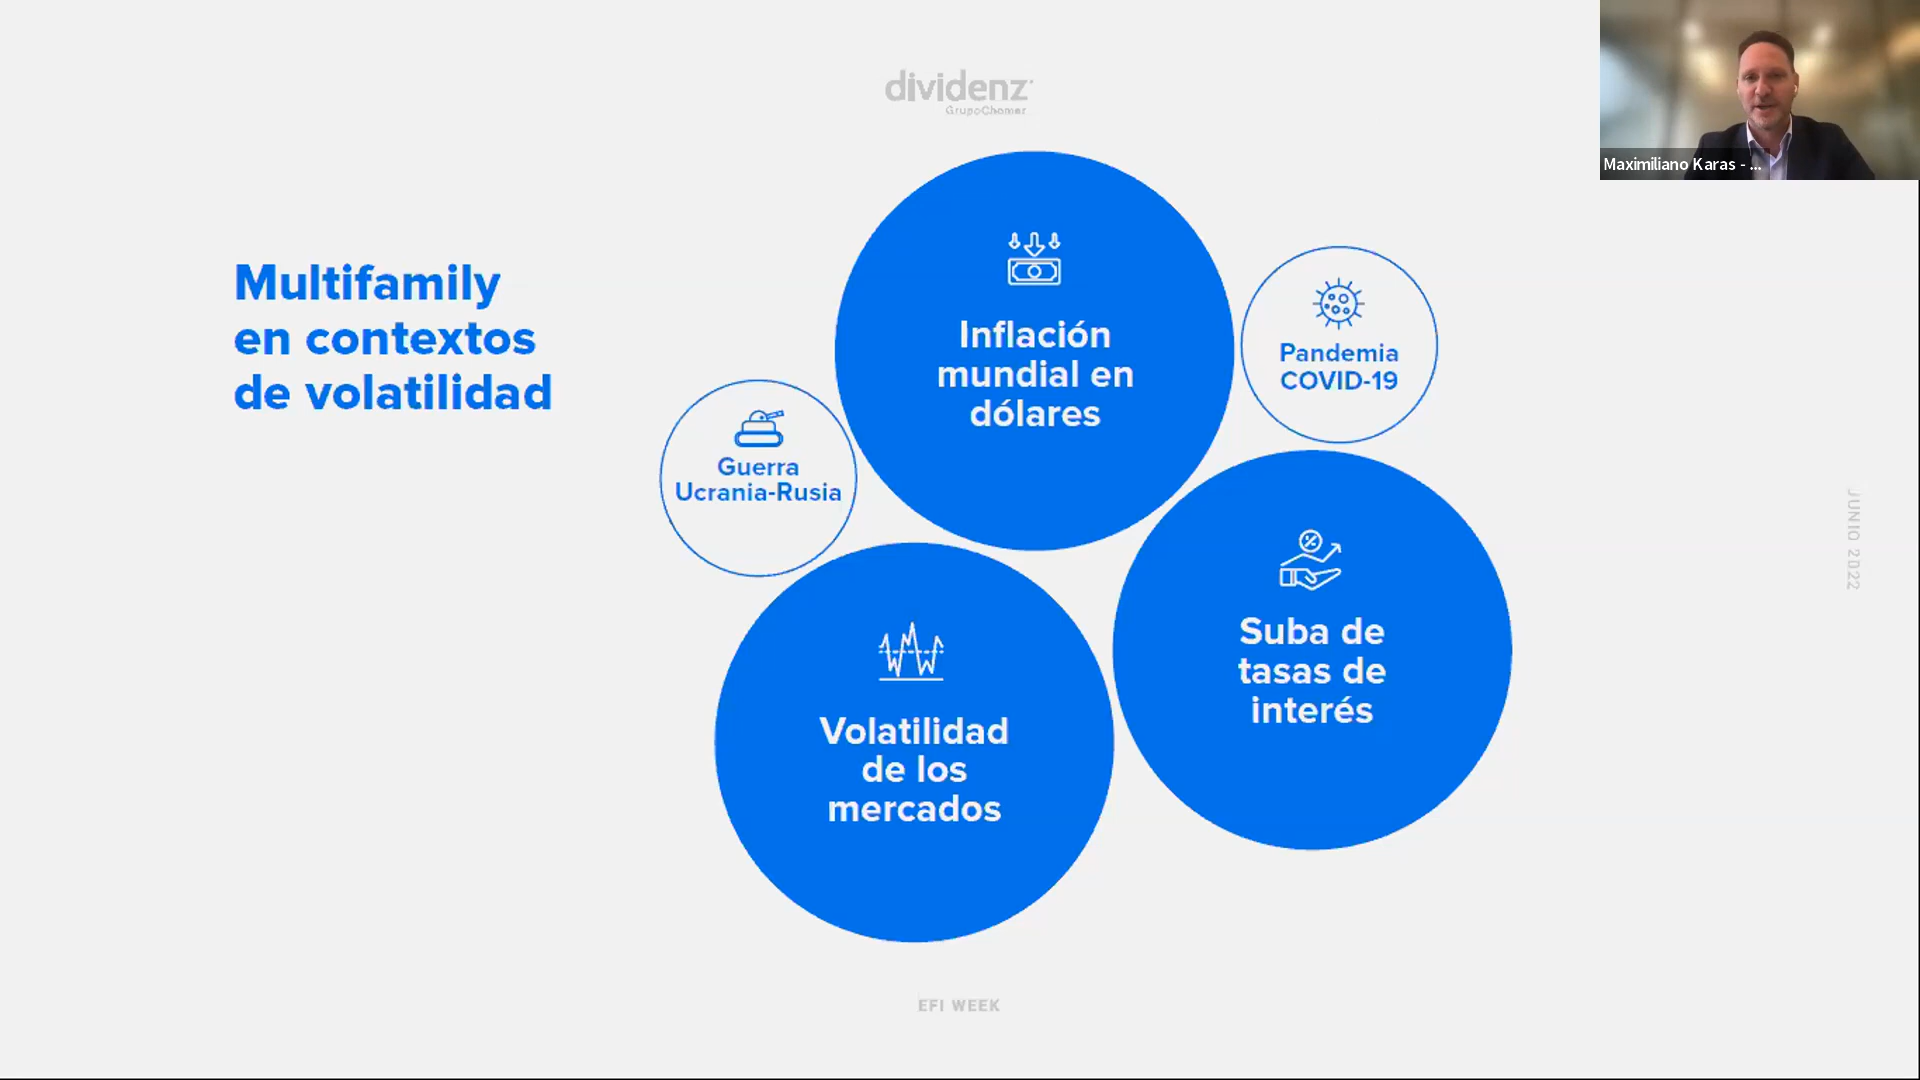 dividenz
GrupoChomer
Maximiliano Karas - ...
Multifamily
en contextos
de volatilidad
Inflación
mundial en
dólares
Pandemia
COVID-19
Guerra
Ucrania-Rusia
Suba de
tasas de
interés
Volatilidad
de los
mercados
JUNIO 2022
EFI WEEK